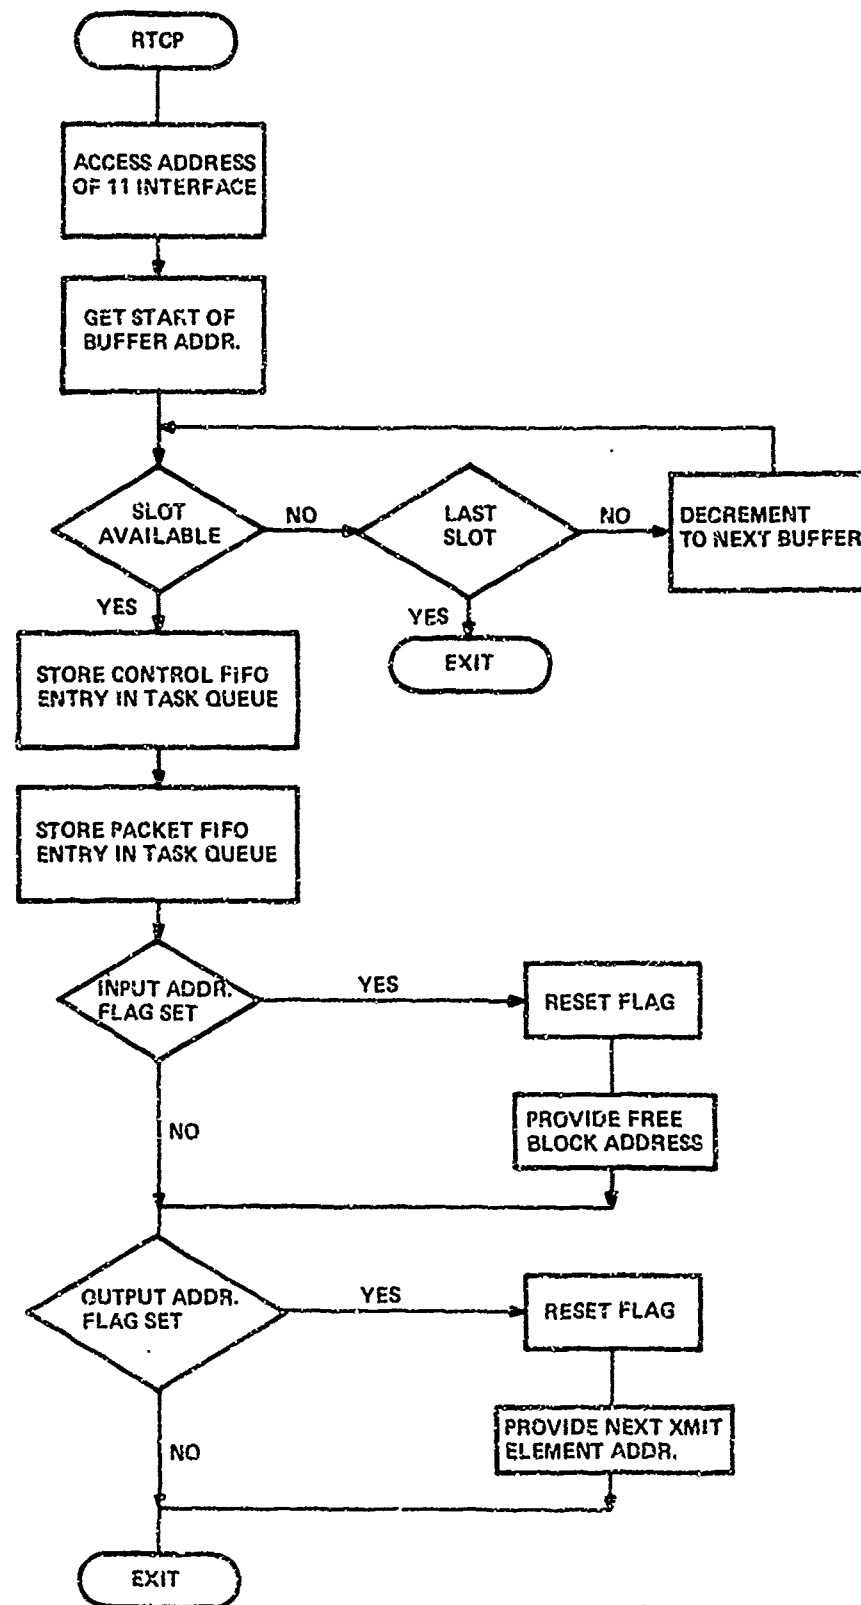 RTCP
ACCESS ADDRESS
OF 11 INTERFACE
GET START OF
BUFFER ADDR.
SLOT
AVAILABLE
NO
LAST
SLOT
NO
DECREMENT
TO NEXT BUFFER
YES
YES
EXIT
STORE CONTROL FIFO
ENTRY IN TASK QUEUE
STORE PACKET FIFO
ENTRY IN TASK QUEUE
INPUT ADDR.
FLAG SET
YES
RESET FLAG
NO
PROVIDE FREE
BLOCK ADDRESS
OUTPUT ADDR.
FLAG SET
YES
RESET FLAG
NO
PROVIDE NEXT XMIT
ELEMENT ADDR.
EXIT